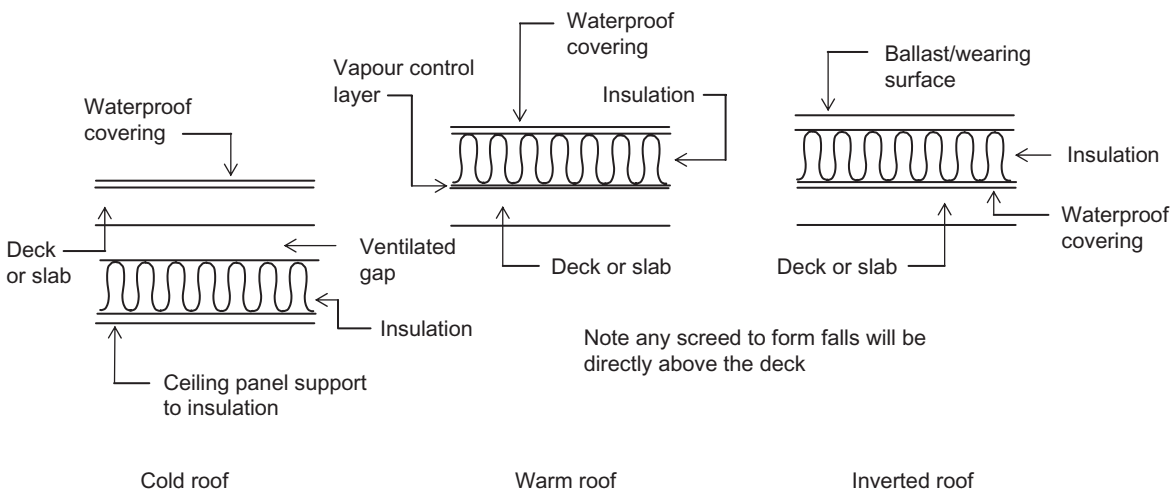 Waterproof
covering
Deck
or slab
Ventilated
gap
Insulation
Ceiling panel support
to insulation
Cold roof
Waterproof
covering
Vapour control
layer
Insulation
Deck or slab
Note any screed to form falls will be
directly above the deck
Warm roof
Ballast/wearing
surface
Insulation
Waterproof
covering
Deck or slab
Inverted roof